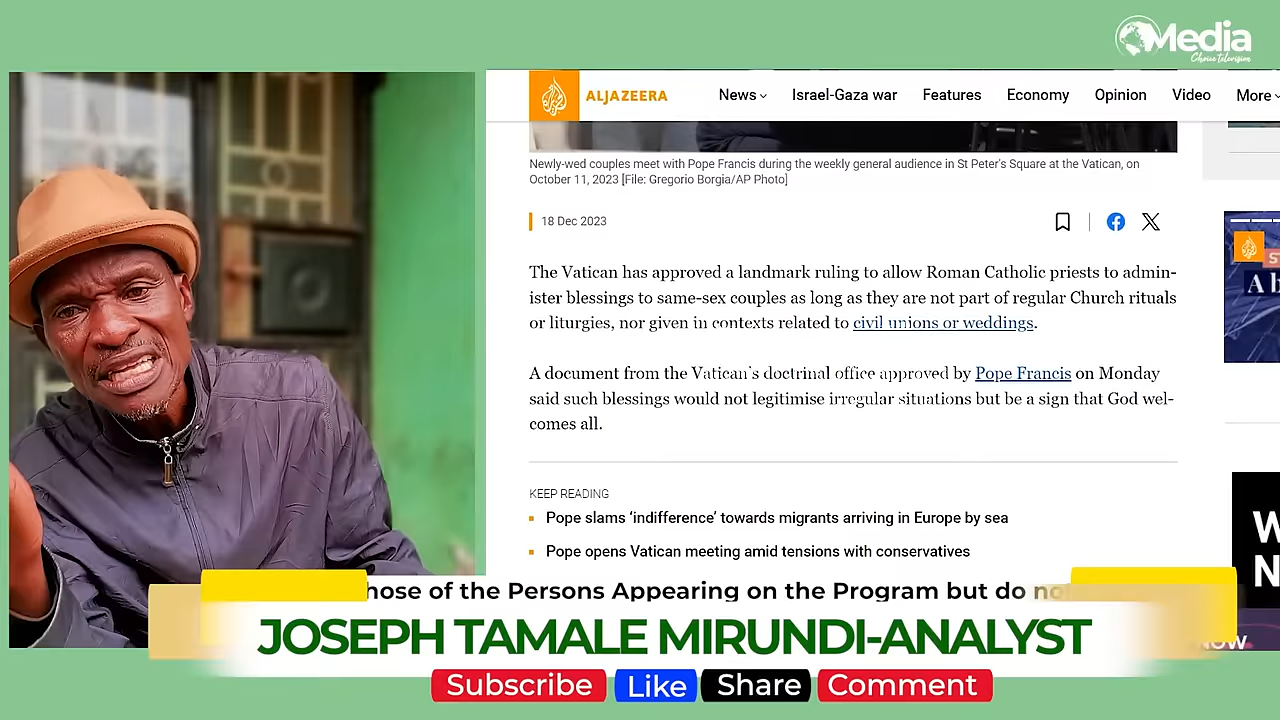 Media
Choice television
ALJAZEERA
News
Israel-Gaza war
Features
Economy
Opinion
Video
More
Newly-wed couples meet with Pope Francis during the weekly general audience in St Peter's Square at the Vatican, on
October 11, 2023 [File: Gregorio Borgia/AP Photo]
18 Dec 2023
The Vatican has approved a landmark ruling to allow Roman Catholic priests to admin-
ister blessings to same-sex couples as long as they are not part of regular Church rituals
or liturgies, nor given in contexts related to civil unions or weddings.
A document from the Vatican's doctrinal office approved by Pope Francis on Monday
said such blessings would not legitimise irregular situations but be a sign that God wel-
comes all.
KEEP READING
Pope slams ‘indifference’ towards migrants arriving in Europe by sea
Pope opens Vatican meeting amid tensions with conservatives
A b
W
N
NOW
hose of the Persons Appearing on the Program but do no
JOSEPH TAMALE MIRUNDI-ANALYST
Subscribe
Like
Share
Comment